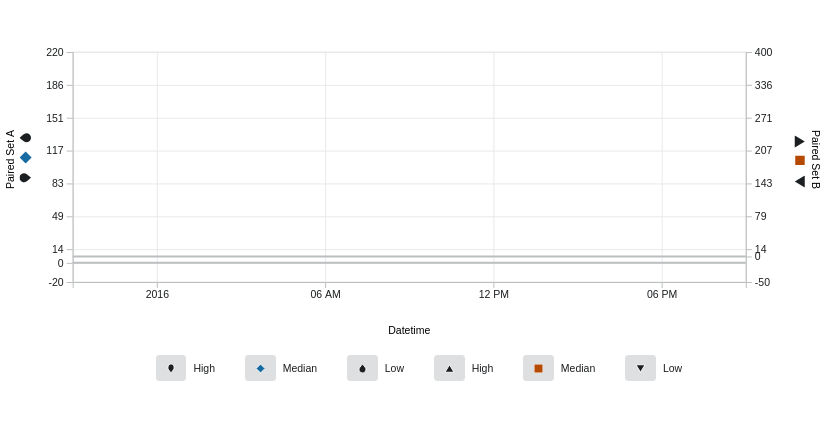 220
186
151
117
83
49
14
0
-20
Paired Set A
400
336
271
207
143
79
14
0
-50
Paired Set B
2016
06 AM
12 PM
06 PM
Datetime
High
Median
Low
High
Median
Low